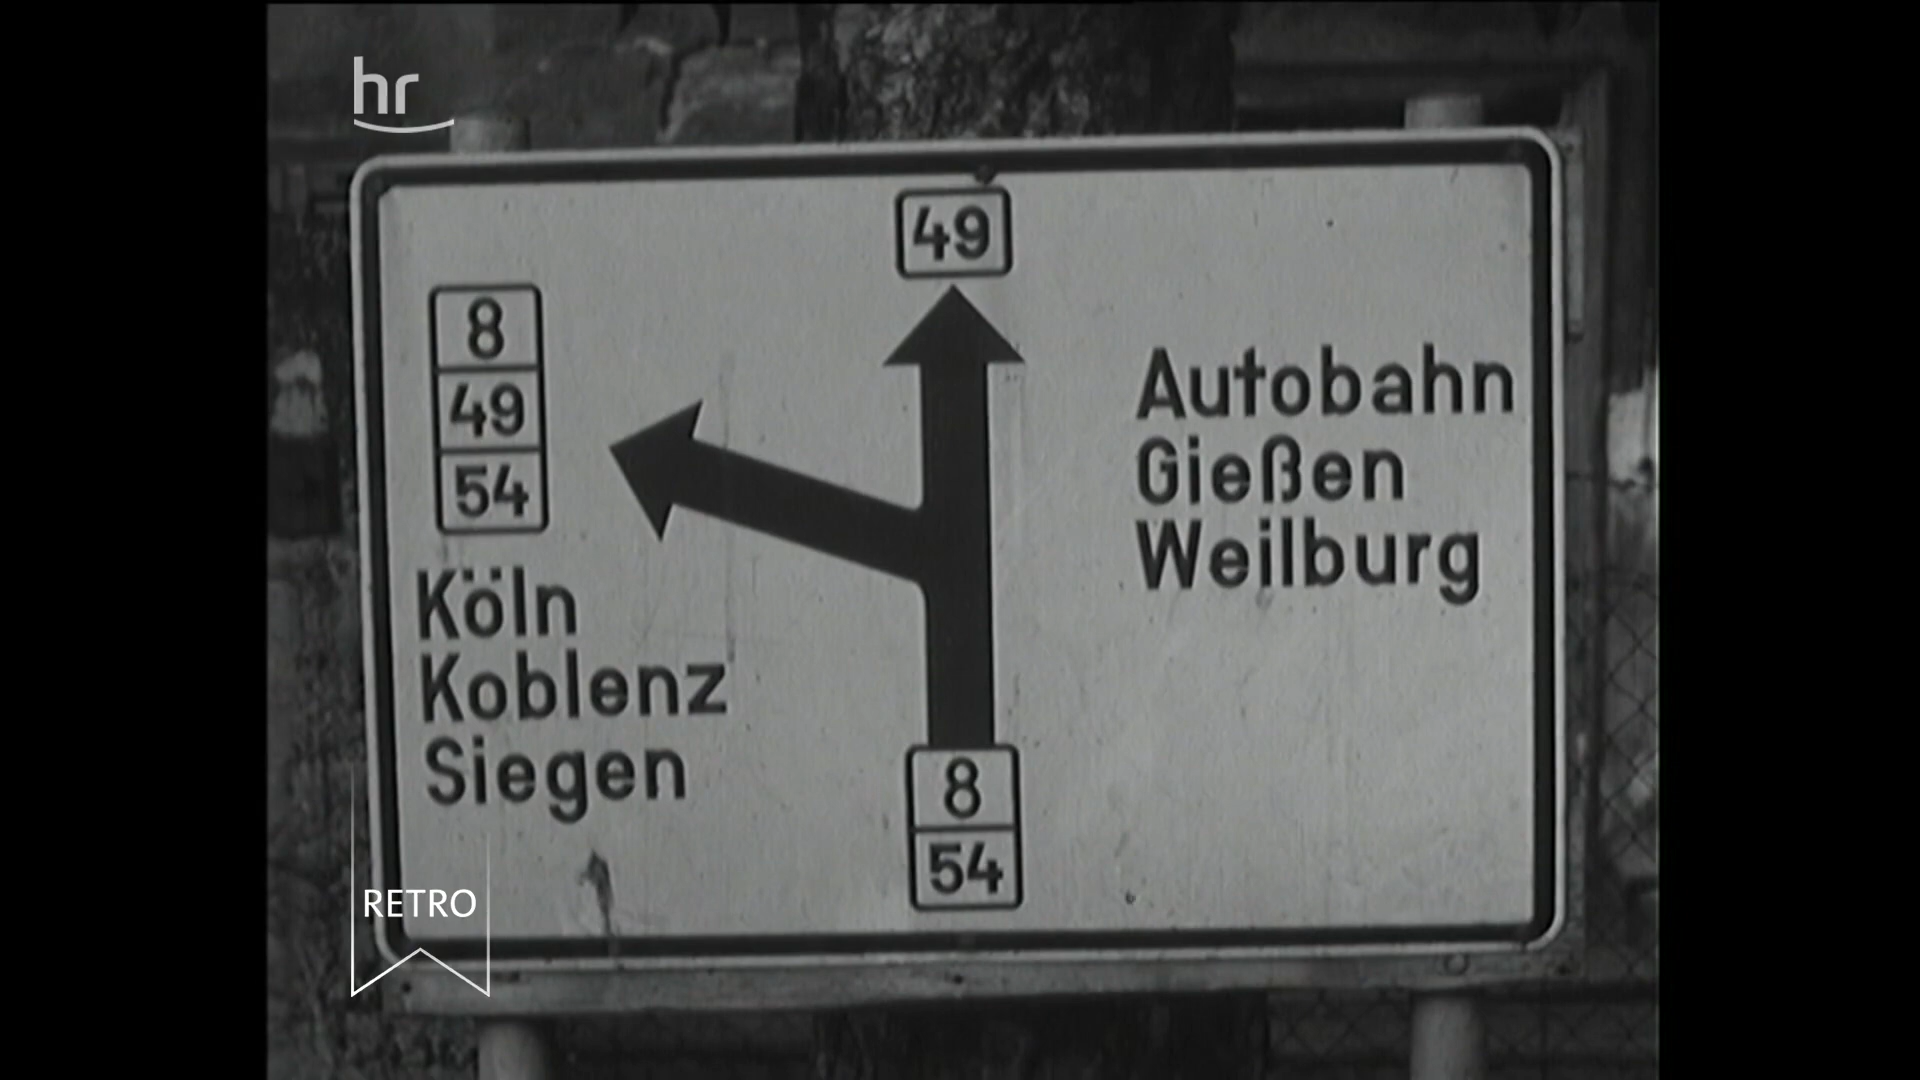 hr
49
8
49
54
Autobahn
Gießen
Weilburg
Köln
Koblenz
Siegen
8
54
RETRO